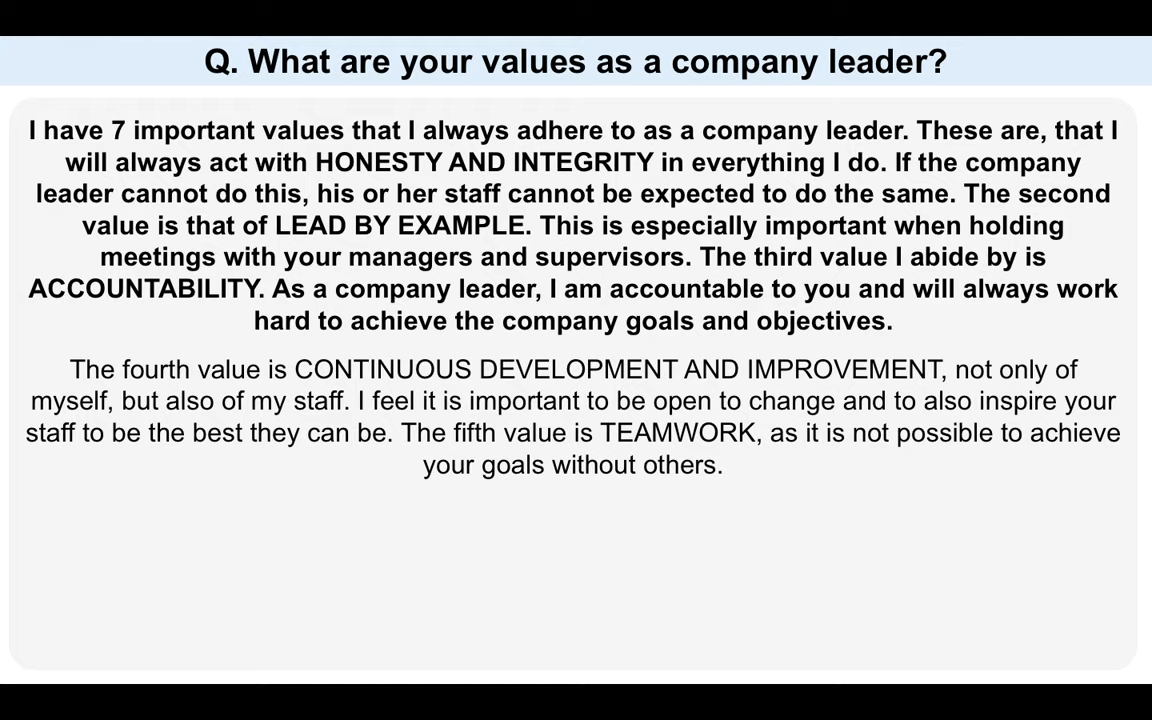 Q. What are your values as a company leader?
I have 7 important values that I always adhere to as a company leader. These are, that I
will always act with HONESTY AND INTEGRITY in everything I do. If the company
leader cannot do this, his or her staff cannot be expected to do the same. The second
value is that of LEAD BY EXAMPLE. This is especially important when holding
meetings with your managers and supervisors. The third value I abide by is
ACCOUNTABILITY. As a company leader, I am accountable to you and will always work
hard to achieve the company goals and objectives.
The fourth value is CONTINUOUS DEVELOPMENT AND IMPROVEMENT, not only of
myself, but also of my staff. I feel it is important to be open to change and to also inspire your
staff to be the best they can be. The fifth value is TEAMWORK, as it is not possible to achieve
your goals without others.